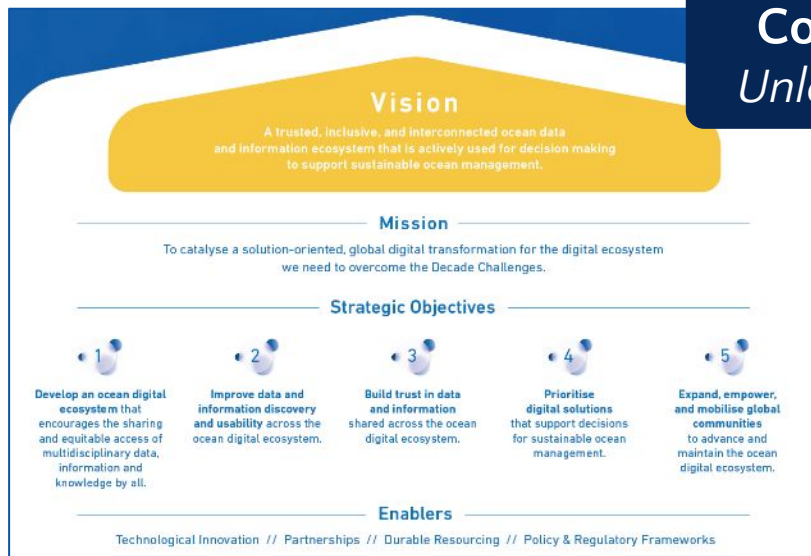 Co
Unl
Vision
A trusted, inclusive, and interconnected ocean data
and information ecosystem that is actively used for decision making
to support sustainable ocean management.
Mission
To catalyse a solution-oriented, global digital transformation for the digital ecosystem
we need to overcome the Decade Challenges.
Strategic Objectives
1
Develop an ocean digital
ecosystem that
encourages the sharing
and equitable access of
multidisciplinary data,
information and
knowledge by all.
2
Improve data and
information discovery
and usability across the
ocean digital ecosystem.
3
Build trust in data
and information
shared across the ocean
digital ecosystem.
4
Prioritise
digital solutions
that support decisions
for sustainable ocean
management.
5
Expand, empower,
and mobilise global
communities
to advance and
maintain the ocean
digital ecosystem.
Enablers
Technological Innovation // Partnerships // Durable Resourcing // Policy & Regulatory Frameworks